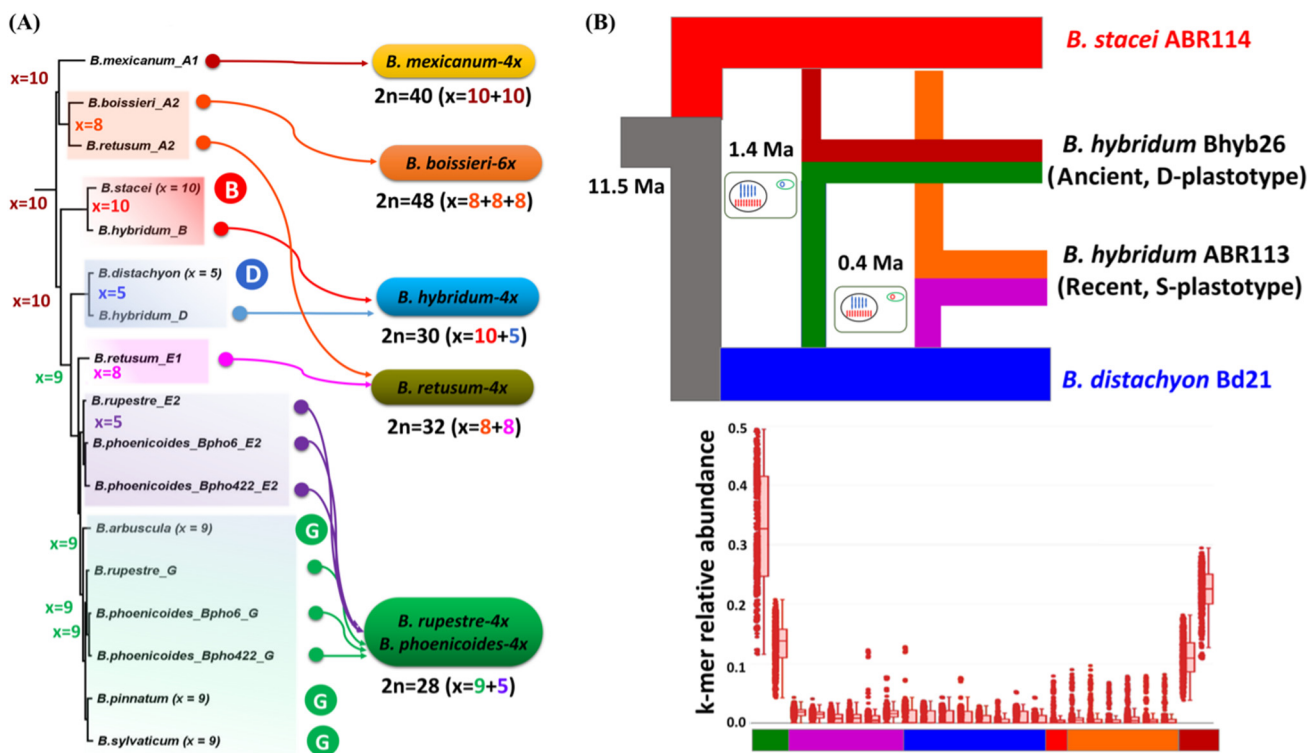 (A)
B.mexicanum_A1
x=10
B.boissieri_A2
x=8
B.retusum_A2
B.stacei (x = 10)
B
x=10
x=10
B.hybridum_B
B.distachyon (x = 5)
D
x=5
x=10
B.hybridum_D
B.retusum_E1
x=9
x=8
B.rupestre_E2
x=5
B.phoenicoides_Bpho6_E2
B.phoenicoides_Bpho422_E2
B.arbuscula (x = 9)
G
x=9
B.rupestre_G
x=9
B.phoenicoides_Bpho6_G
x=9
B.phoenicoides_Bpho422_G
B.pinnatum (x = 9)
G
B.sylvaticum (x = 9)
G
B. mexicanum-4x
2n=40 (x=10+10)
B. boissieri-6x
2n=48 (x=8+8+8)
B. hybridum-4x
2n=30 (x=10+5)
B. retusum-4x
2n=32 (x=8+8)
B. rupestre-4x
B. phoenicoides-4x
2n=28 (x=9+5)
(B)
B. stacei ABR114
1.4 Ma
B. hybridum Bhyb26
(Ancient, D-plastotype)
11.5 Ma
0.4 Ma
B. hybridum ABR113
(Recent, S-plastotype)
B. distachyon Bd21
k-mer relative abundance
0.5
0.4
0.3
0.2
0.1
0.0